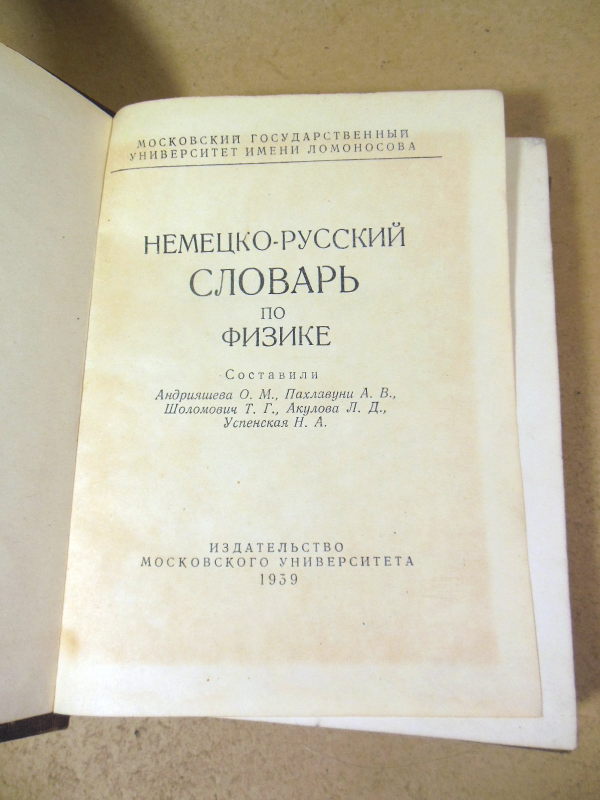 МОСКОВСКИЙ ГОСУДАРСТВЕННЫЙ
УНИВЕРСИТЕТ ИМЕНИ ЛОМОНОСОВА
НЕМЕЦКО-РУССКИЙ
СЛОВАРЬ
ПО
ФИЗИКЕ
Составили
Андрияшева О. М., Пахлавуни А. В.,
Шоломович Т. Г., Акулова Л. Д.,
Успенская Н. А.
ИЗДАТЕЛЬСТВО
МОСКОВСКОГО УНИВЕРСИТЕТА
1939